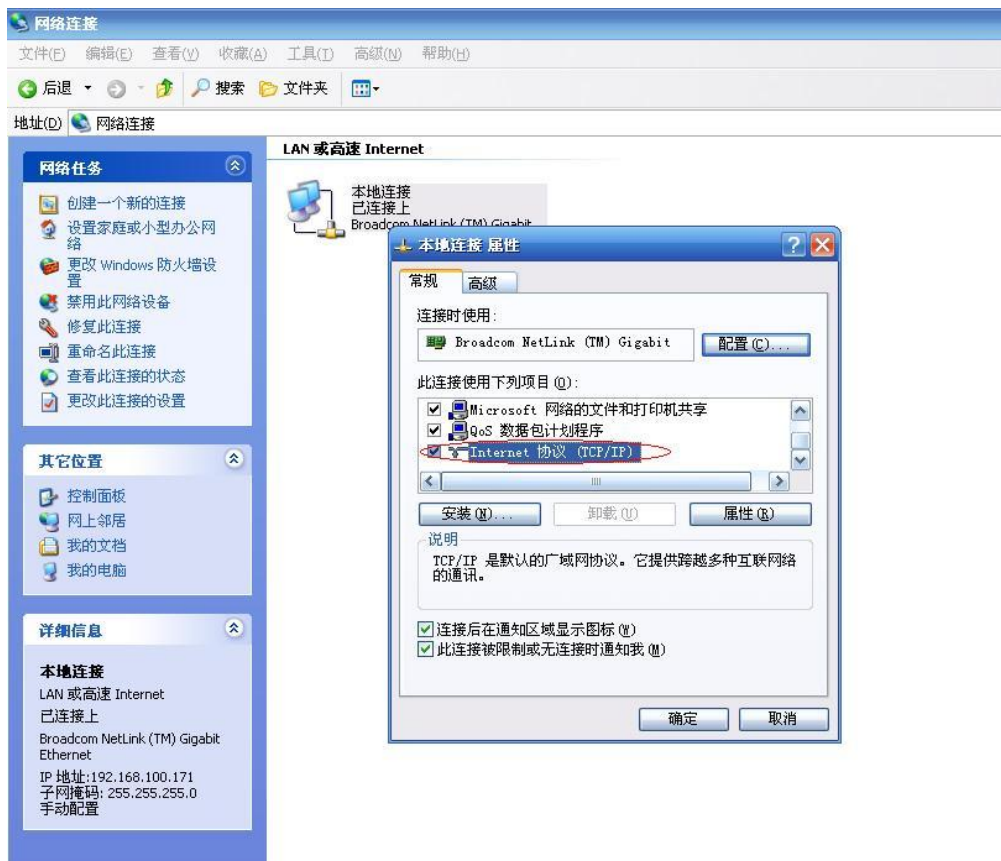 网络连接
文件(F) 编辑(E) 查看(V) 收藏(A) 工具(T) 高级(N) 帮助(H)
后退 搜索 文件夹
地址(D) 网络连接
网络任务
创建一个新的连接
设置家庭或小型办公网
络
更改 Windows 防火墙设
置
禁用此网络设备
修复此连接
重命名此连接
查看此连接的状态
更改此连接的设置
其它位置
控制面板
网上邻居
我的文档
我的电脑
详细信息
本地连接
LAN 或高速 Internet
已连接上
Broadcom NetLink (TM) Gigabit
Ethernet
IP 地址:192.168.100.171
子网掩码: 255.255.255.0
手动配置
LAN 或高速 Internet
本地连接
已连接上
Broadcom NetLink (TM) Gigabit
本地连接 属性
常规 高级
连接时使用:
Broadcom NetLink (TM) Gigabit 配置(C)...
此连接使用下列项目(O):
Microsoft 网络的文件和打印机共享
QoS 数据包计划程序
Internet 协议 (TCP/IP)
安装(N)... 卸载(U) 属性(R)
说明
TCP/IP 是默认的广域网协议。它提供跨越多种互联网络
的通讯。
连接后在通知区域显示图标(W)
此连接被限制或无连接时通知我(M)
确定 取消